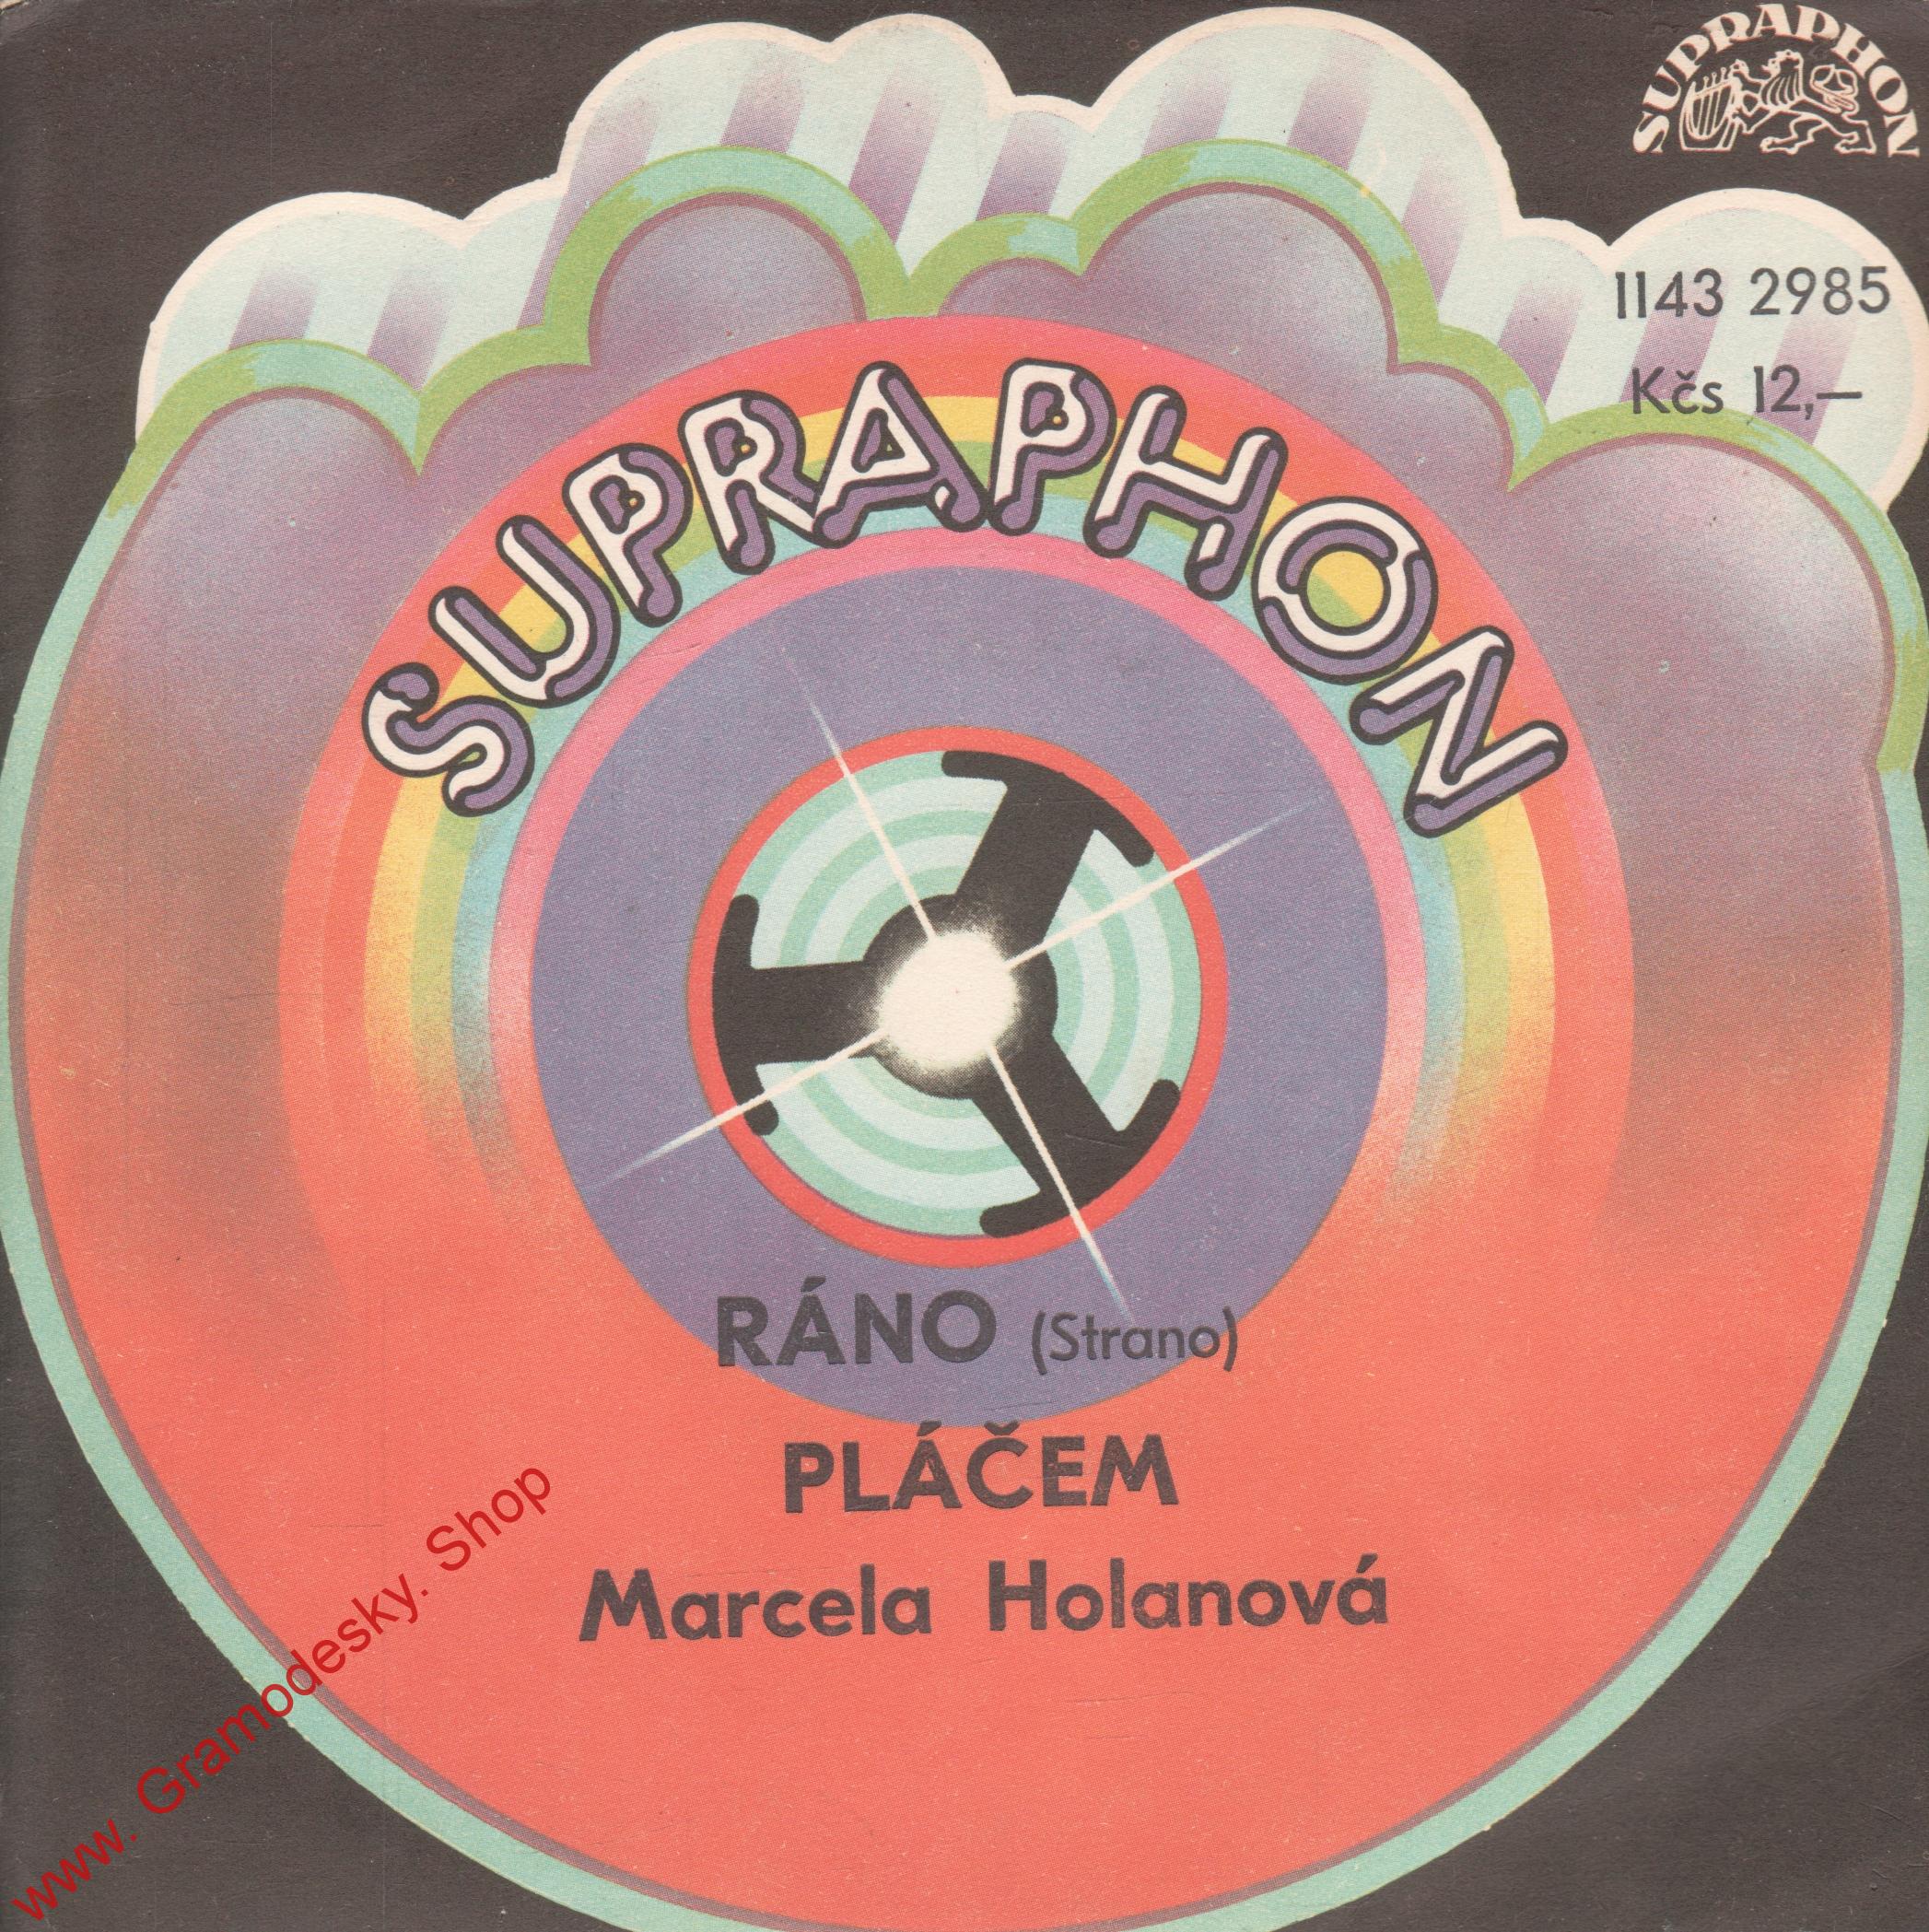 SUPRAPHON
1143 2985
Kčs 12,—
SUPRAPHON
RÁNO (Strano)
PLÁČEM
Marcela Holanová
www. Gramodesky. Shop